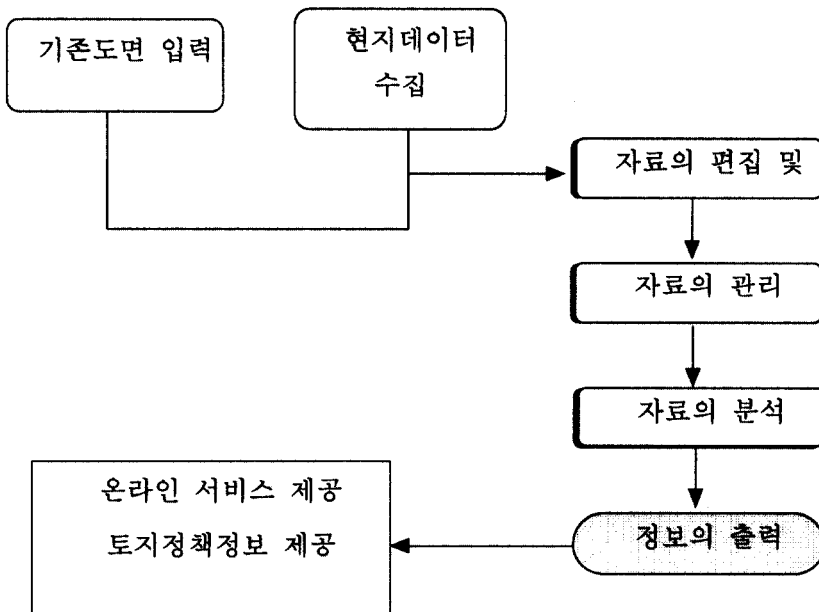 기존도면 입력
현지데이터
수집
자료의 편집 및
자료의 관리
자료의 분석
정보의 출력
온라인 서비스 제공
토지정책정보 제공